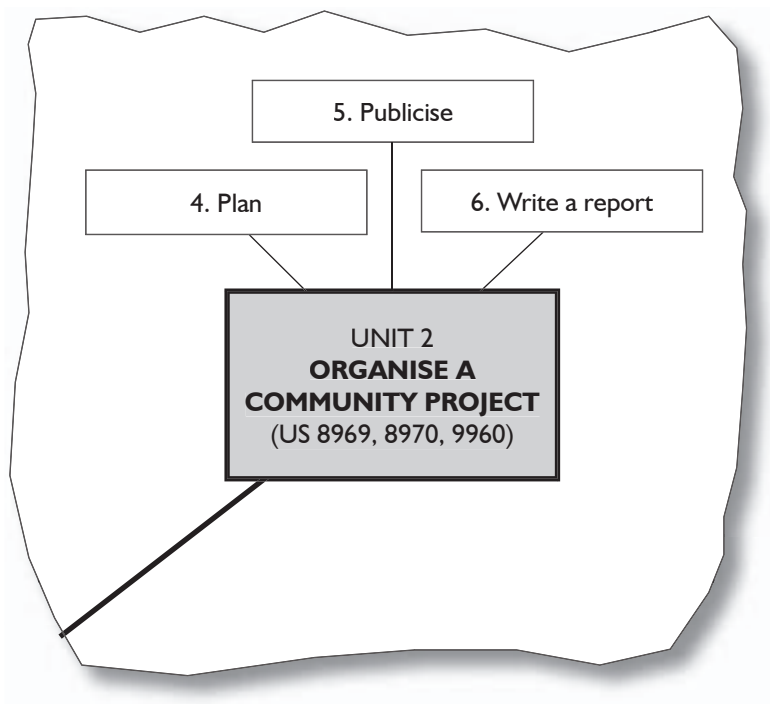 5. Publicise
4. Plan
6. Write a report
UNIT 2
ORGANISE A
COMMUNITY PROJECT
(US 8969, 8970, 9960)